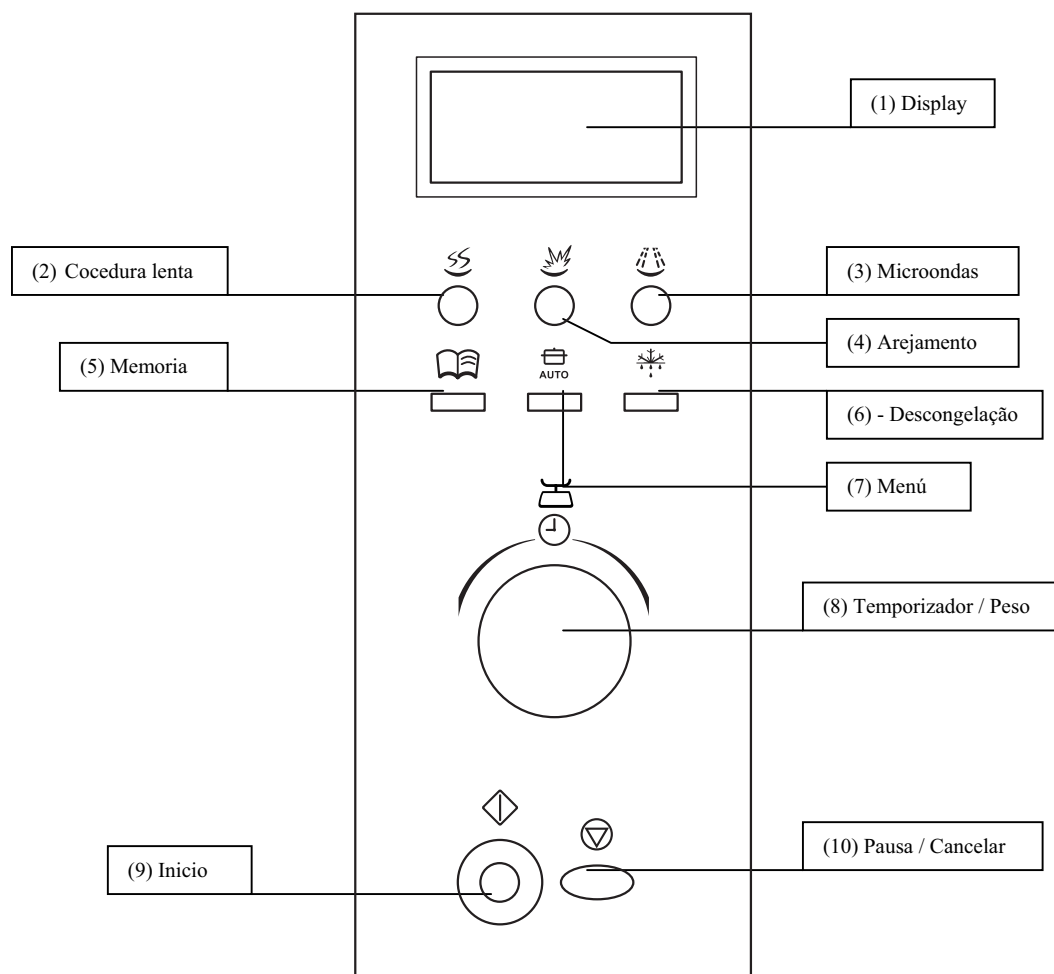 (1) Display
(2) Cocedura lenta
(3) Microondas
(4) Arejamento
(5) Memoria
AUTO
(6) - Descongelação
(7) Menú
(8) Temporizador / Peso
(9) Inicio
(10) Pausa / Cancelar